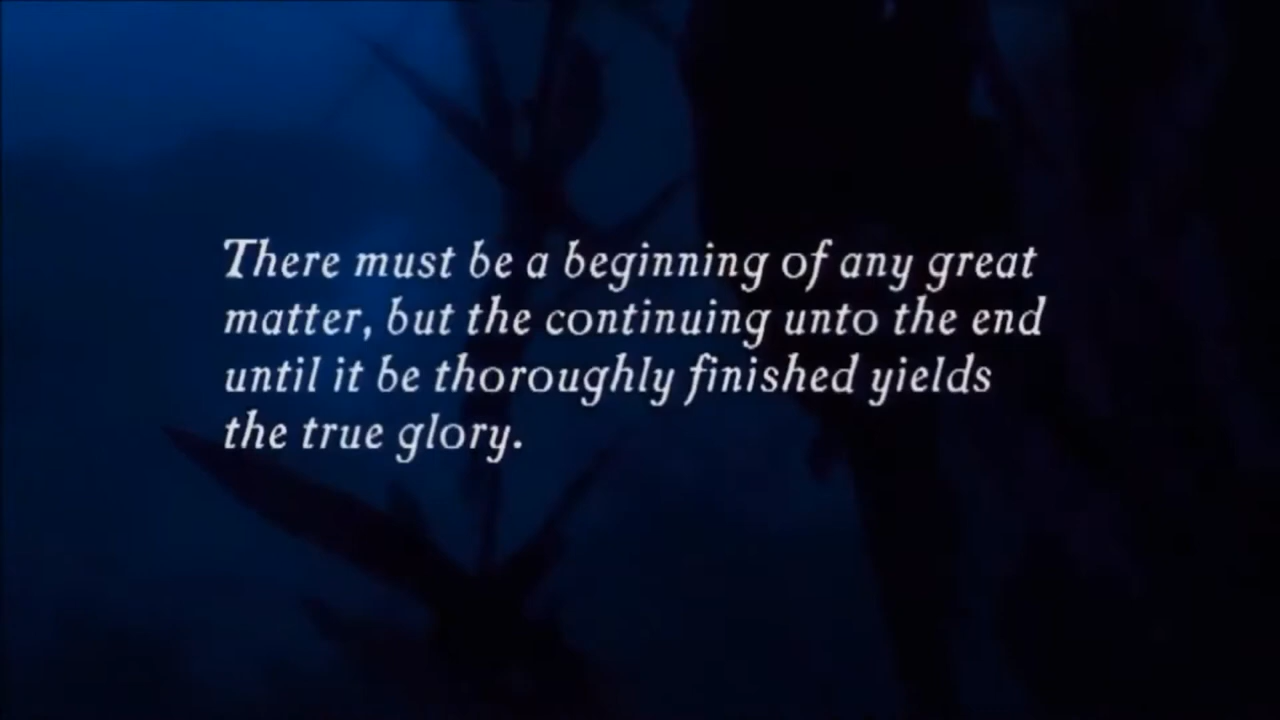 There must be a beginning of any great
matter, but the continuing unto the end
until it be thoroughly finished yields
the true glory.